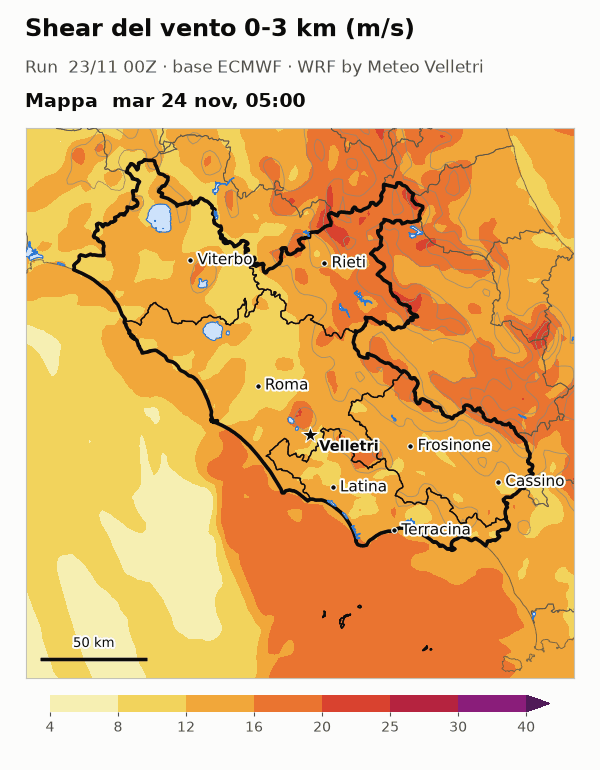 Shear del vento 0-3 km (m/s)
Run 23/11 00Z · base ECMWF · WRF by Meteo Velletri
Mappa mar 24 nov, 05:00
Viterbo
Rieti
Roma
Velletri
Frosinone
Latina
Cassino
Terracina
50 km
4 8 12 16 20 25 30 40